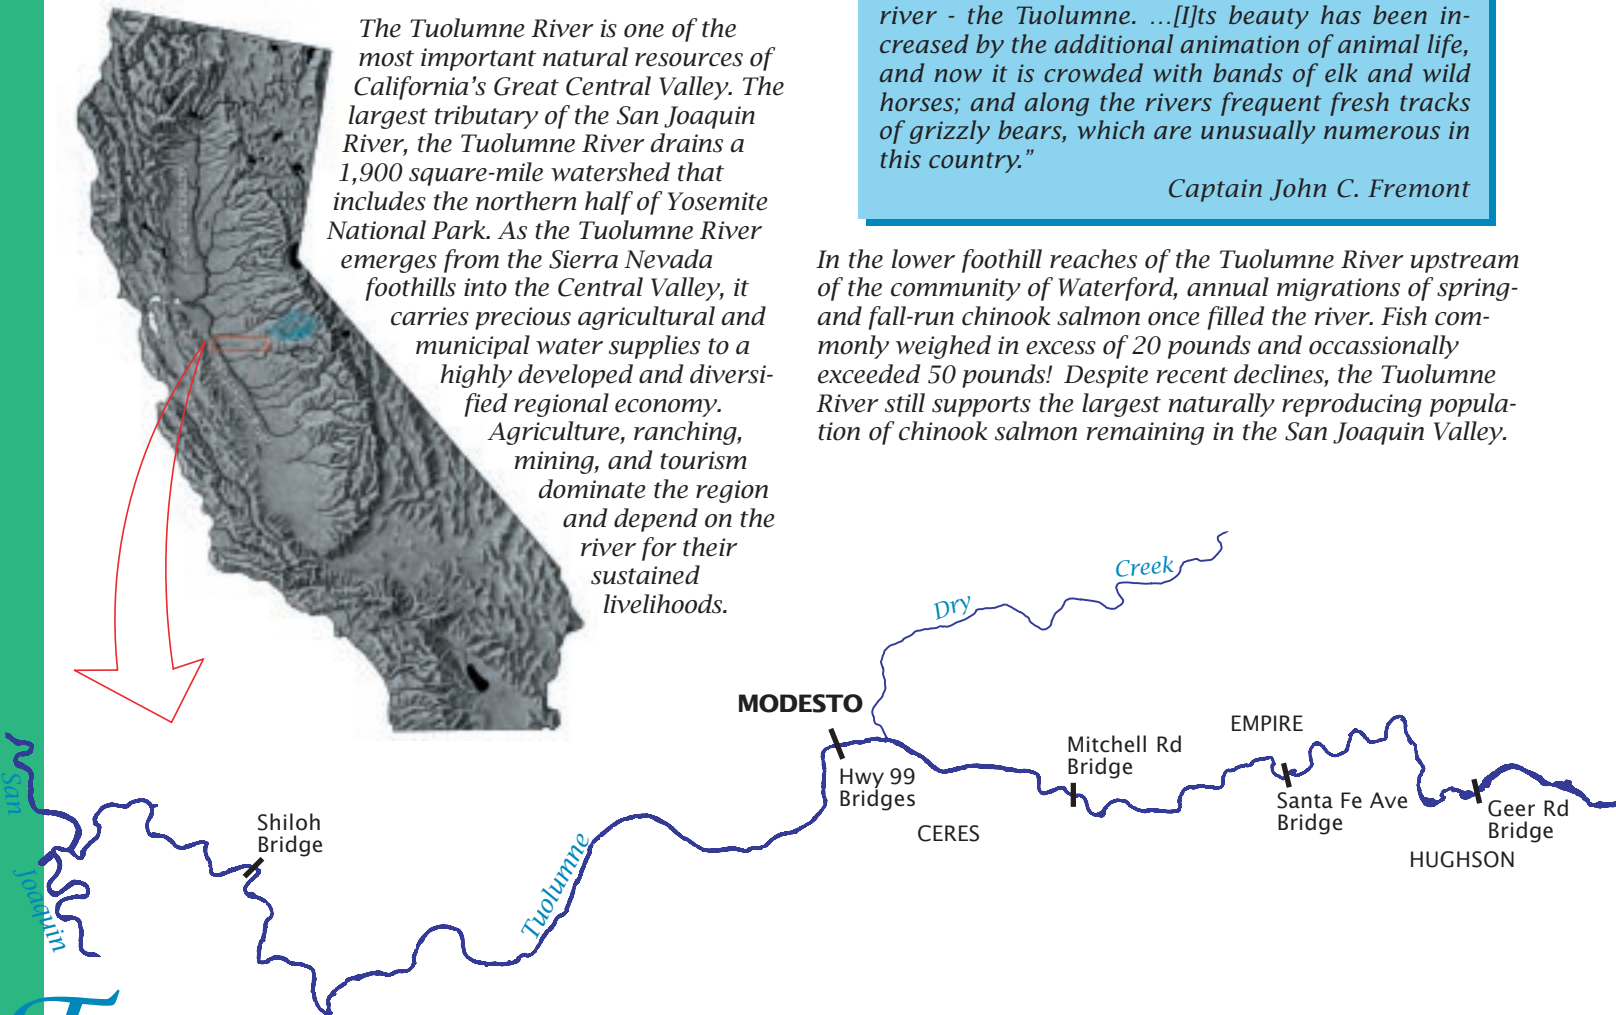 The Tuolumne River is one of the
most important natural resources of
California's Great Central Valley. The
largest tributary of the San Joaquin
River, the Tuolumne River drains a
1,900 square-mile watershed that
includes the northern half of Yosemite
National Park. As the Tuolumne River
emerges from the Sierra Nevada
foothills into the Central Valley, it
carries precious agricultural and
municipal water supplies to a
highly developed and diversi-
fied regional economy.
Agriculture, ranching,
mining, and tourism
dominate the region
and depend on the
river for their
sustained
livelihoods.
river - the Tuolumne. …[I]ts beauty has been in-
creased by the additional animation of animal life,
and now it is crowded with bands of elk and wild
horses; and along the rivers frequent fresh tracks
of grizzly bears, which are unusually numerous in
this country."
Captain John C. Fremont
In the lower foothill reaches of the Tuolumne River upstream
of the community of Waterford, annual migrations of spring-
and fall-run chinook salmon once filled the river. Fish com-
monly weighed in excess of 20 pounds and occassionally
exceeded 50 pounds! Despite recent declines, the Tuolumne
River still supports the largest naturally reproducing popula-
tion of chinook salmon remaining in the San Joaquin Valley.
Dry Creek
MODESTO
Hwy 99
Bridges
CERES
Mitchell Rd
Bridge
EMPIRE
Santa Fe Ave
Bridge
Geer Rd
Bridge
HUGHSON
San
Joaquin
Shiloh
Bridge
Tuolumne
T